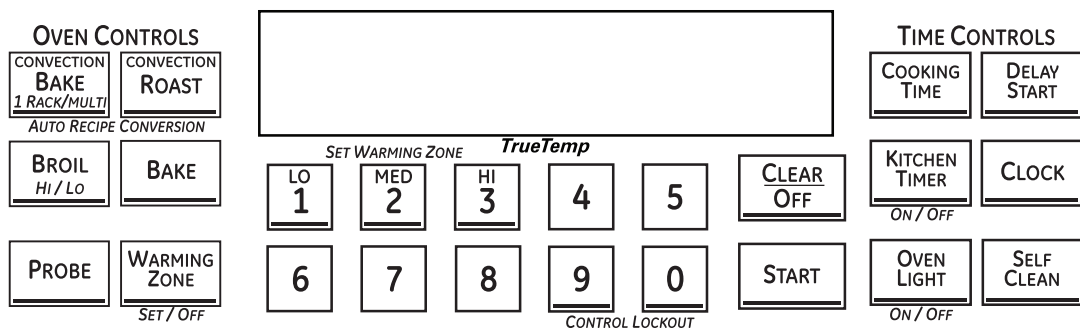 OVEN CONTROLS
CONVECTION
BAKE
1 RACK/MULTI
CONVECTION
ROAST
AUTO RECIPE CONVERSION
BROIL
HI / LO
BAKE
PROBE
WARMING
ZONE
SET / OFF
TrueTemp
SET WARMING ZONE
LO
1
MED
2
HI
3
4
5
6
7
8
9
0
CONTROL LOCKOUT
CLEAR
OFF
START
TIME CONTROLS
COOKING
TIME
DELAY
START
KITCHEN
TIMER
ON / OFF
CLOCK
OVEN
LIGHT
ON / OFF
SELF
CLEAN